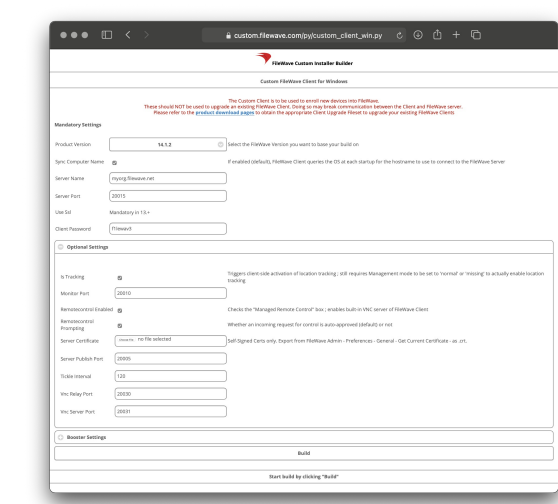 custom.filewave.com/py/custom_client_win.py
FileWave Custom Installer Builder
Custom FileWave Client for Windows
The Custom Client is to be used to enroll new devices into FileWave.
These should NOT be used to upgrade an existing FileWave Client. Doing so may break communication between the Client and FileWave server.
Please refer to the product download pages to obtain the appropriate Client Upgrade Fileset to upgrade your existing FileWave Clients
Mandatory Settings
Product Version 14.1.2 Select the FileWave Version you want to base your build on
Sync Computer Name If enabled (default), FileWave Client queries the OS at each startup for the hostname to use to connect to the FileWave Server
Server Name myorg.filewave.net
Server Port 20015
Use Ssl Mandatory in 13.+
Client Password f1lewav3
Optional Settings
Is Tracking Triggers client-side activation of location tracking ; still requires Management mode to be set to 'normal' or 'missing' to actually enable location
tracking
Monitor Port 20010
Remotecontrol Enabled Checks the "Managed Remote Control" box ; enables built in VNC server of FileWave Client
Remotecontrol
Prompting Whether an incoming request for control is auto-approved (default) or not
Server Certificate Choose File no file selected Self-Signed Certs only. Export from FileWave Admin - Preferences - General - Get Current Certificate - as .crt.
Server Publish Port 20005
Tickle Interval 120
Vnc Relay Port 20030
Vnc Server Port 20031
Booster Settings
Build
Start build by clicking "Build"